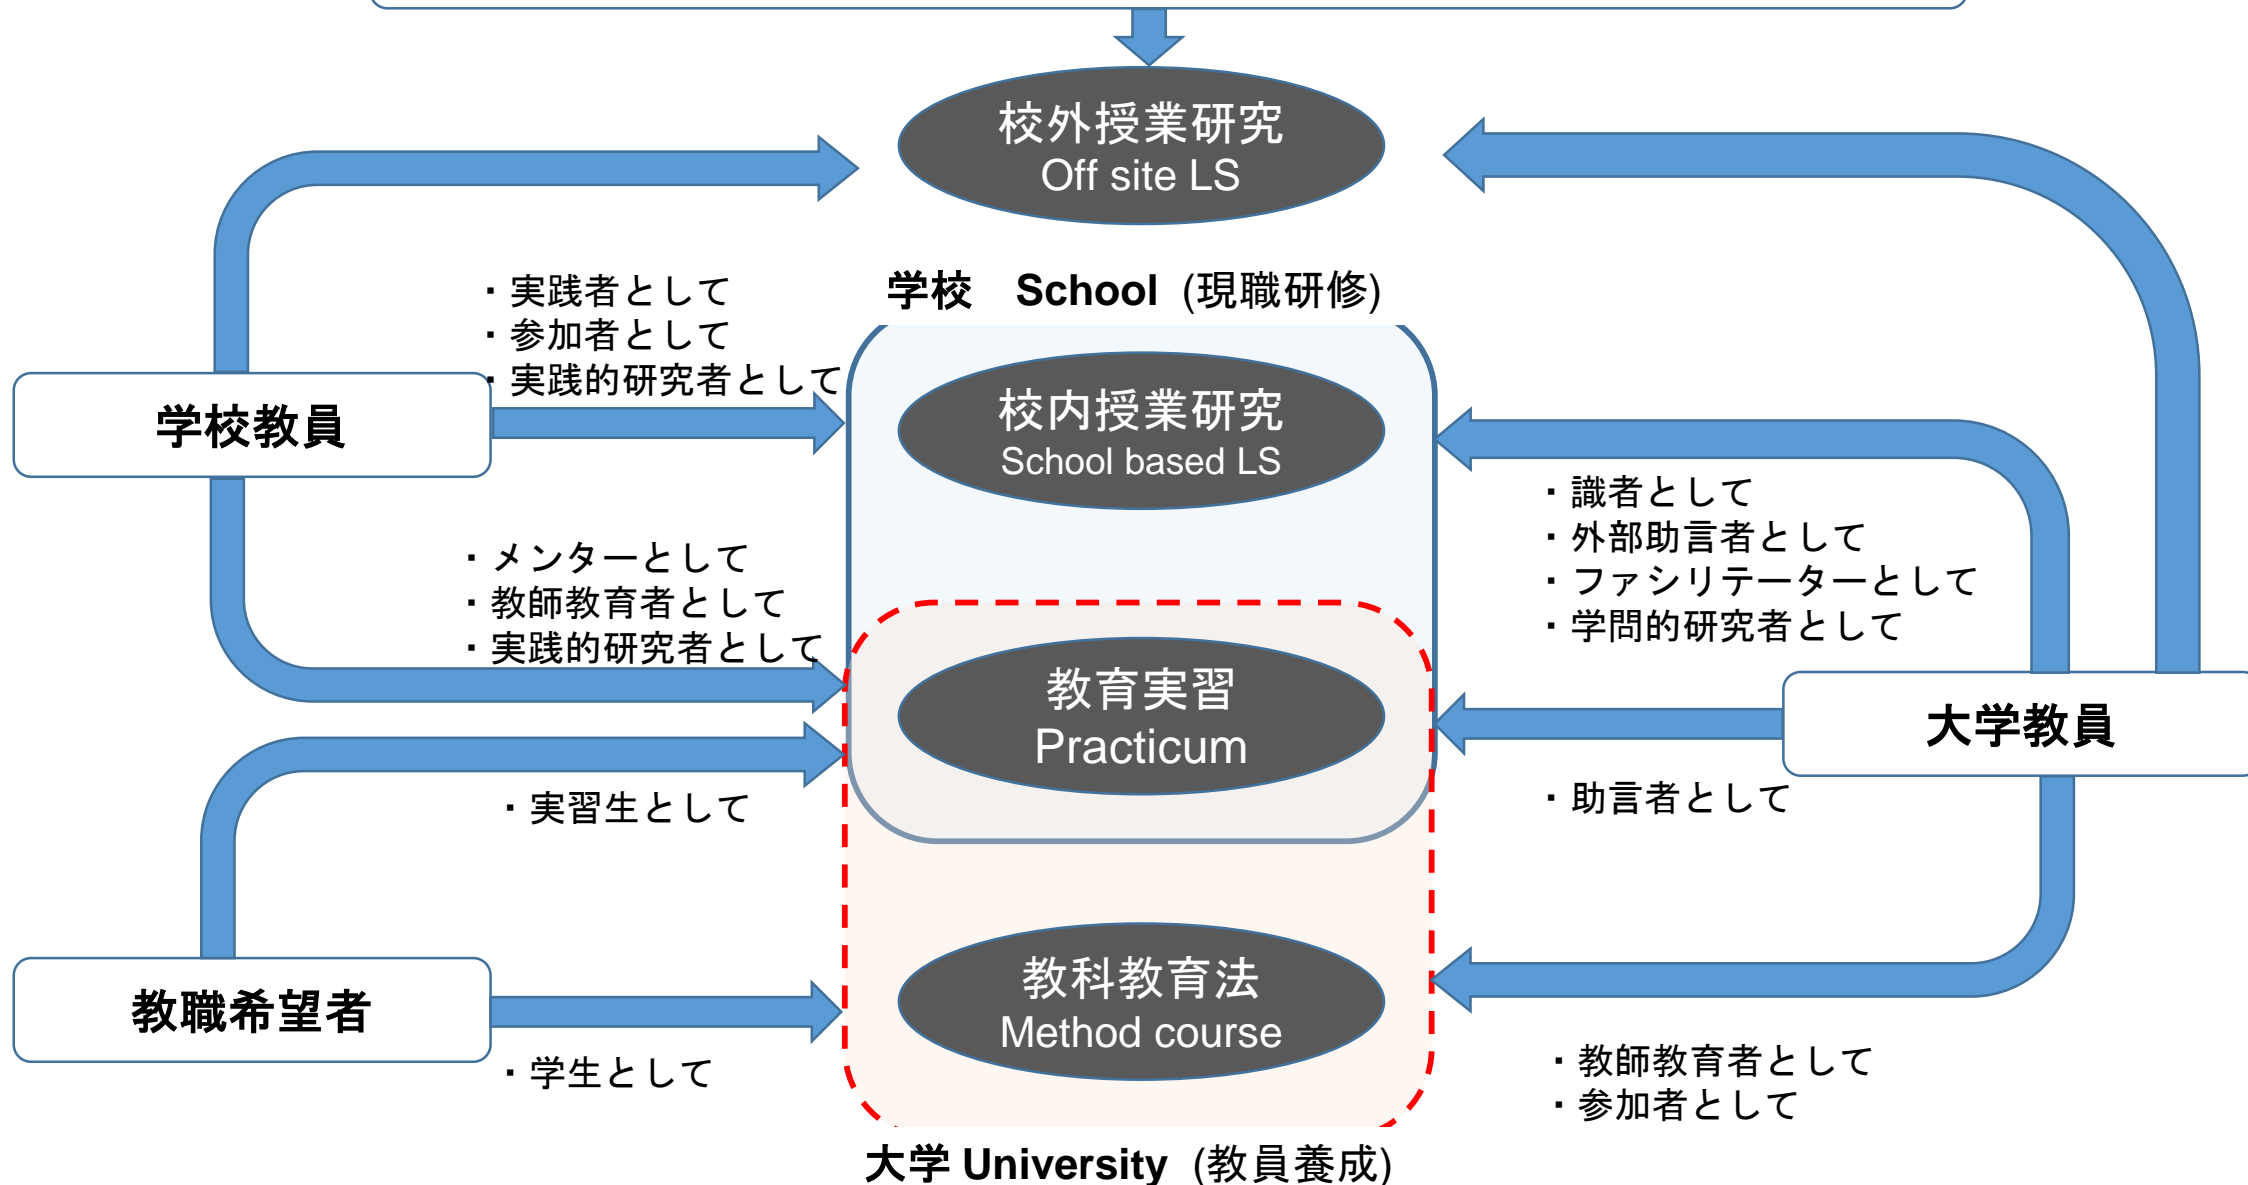 校外授業研究
Off site LS
学校　School (現職研修)
・実践者として
・参加者として
・実践的研究者として
学校教員
校内授業研究
School based LS
・識者として
・外部助言者として
・ファシリテーターとして
・学問的研究者として
・メンターとして
・教師教育者として
・実践的研究者として
教育実習
Practicum
大学教員
・実習生として
・助言者として
教職希望者
教科教育法
Method course
・学生として
・教師教育者として
・参加者として
大学 University (教員養成)